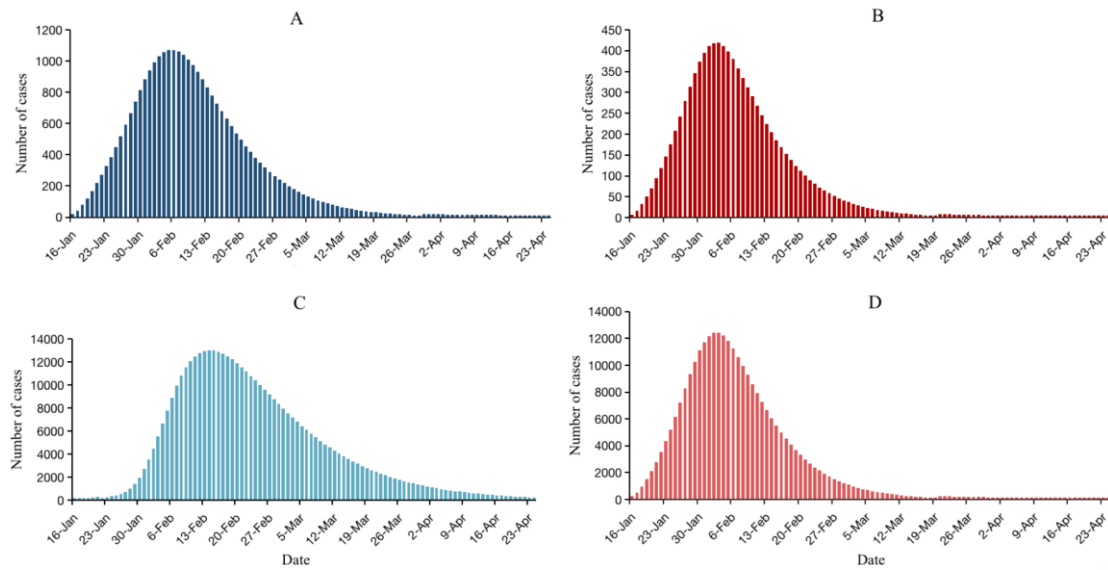 A
Number of cases
1200
1000
800
600
400
200
0
16-Jan
23-Jan
30-Jan
6-Feb
13-Feb
20-Feb
27-Feb
5-Mar
12-Mar
19-Mar
26-Mar
2-Apr
9-Apr
16-Apr
23-Apr
B
Number of cases
450
400
350
300
250
200
150
100
50
0
16-Jan
23-Jan
30-Jan
6-Feb
13-Feb
20-Feb
27-Feb
5-Mar
12-Mar
19-Mar
26-Mar
2-Apr
9-Apr
16-Apr
23-Apr
C
Number of cases
14000
12000
10000
8000
6000
4000
2000
0
16-Jan
23-Jan
30-Jan
6-Feb
13-Feb
20-Feb
27-Feb
5-Mar
12-Mar
19-Mar
26-Mar
2-Apr
9-Apr
16-Apr
23-Apr
Date
D
Number of cases
14000
12000
10000
8000
6000
4000
2000
0
16-Jan
23-Jan
30-Jan
6-Feb
13-Feb
20-Feb
27-Feb
5-Mar
12-Mar
19-Mar
26-Mar
2-Apr
9-Apr
16-Apr
23-Apr
Date